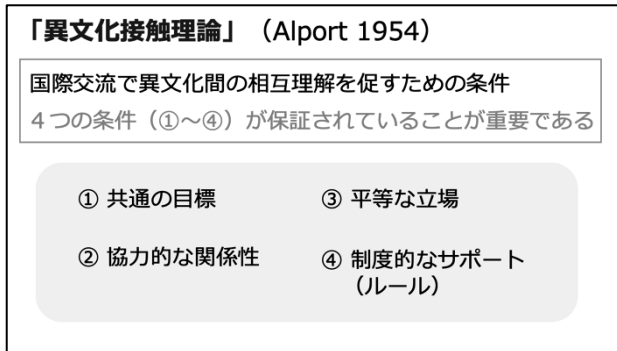 「異文化接触理論」（Alport 1954）
国際交流で異文化間の相互理解を促すための条件
４つの条件（①～④）が保証されていることが重要である
① 共通の目標
② 協力的な関係性
③ 平等な立場
④ 制度的なサポート
（ルール）